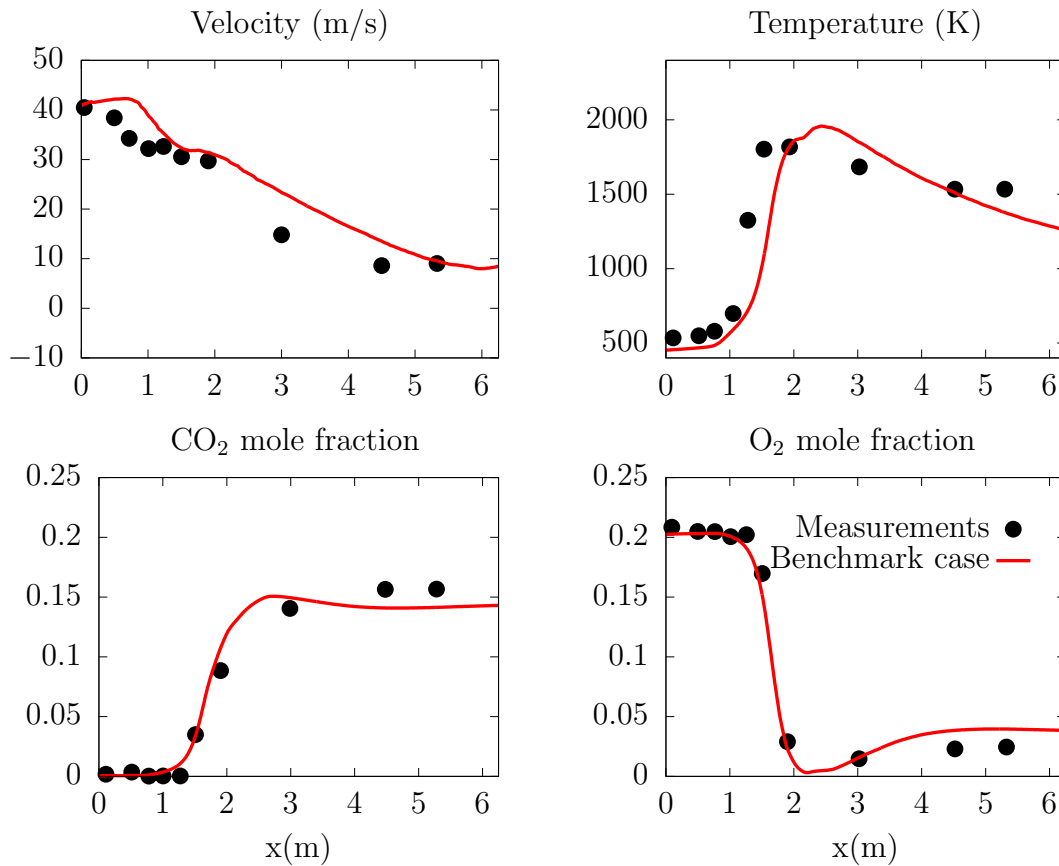 Velocity (m/s)
50
40
30
20
10
0
−10
0 1 2 3 4 5 6
Temperature (K)
2000
1500
1000
500
0 1 2 3 4 5 6
CO₂ mole fraction
0.25
0.2
0.15
0.1
0.05
0
0 1 2 3 4 5 6
x(m)
O₂ mole fraction
0.25
0.2
0.15
0.1
0.05
0
Measurements
Benchmark case
0 1 2 3 4 5 6
x(m)